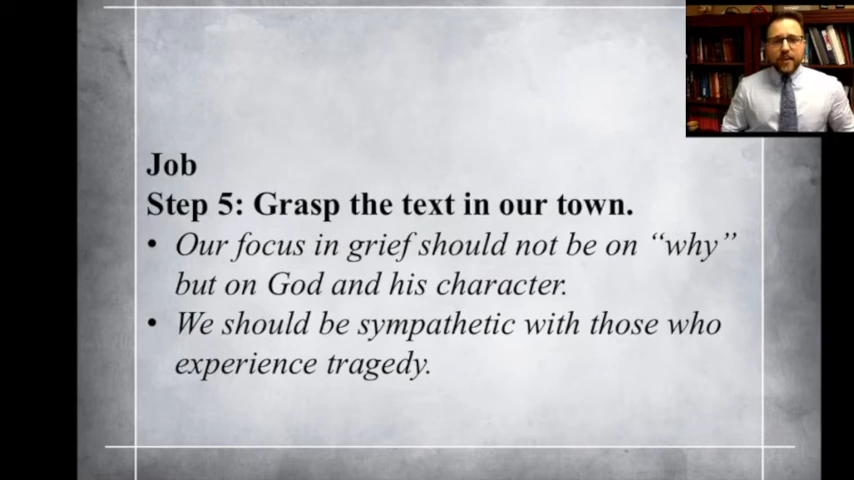 Job
Step 5: Grasp the text in our town.
• Our focus in grief should not be on “why”
but on God and his character.
• We should be sympathetic with those who
experience tragedy.